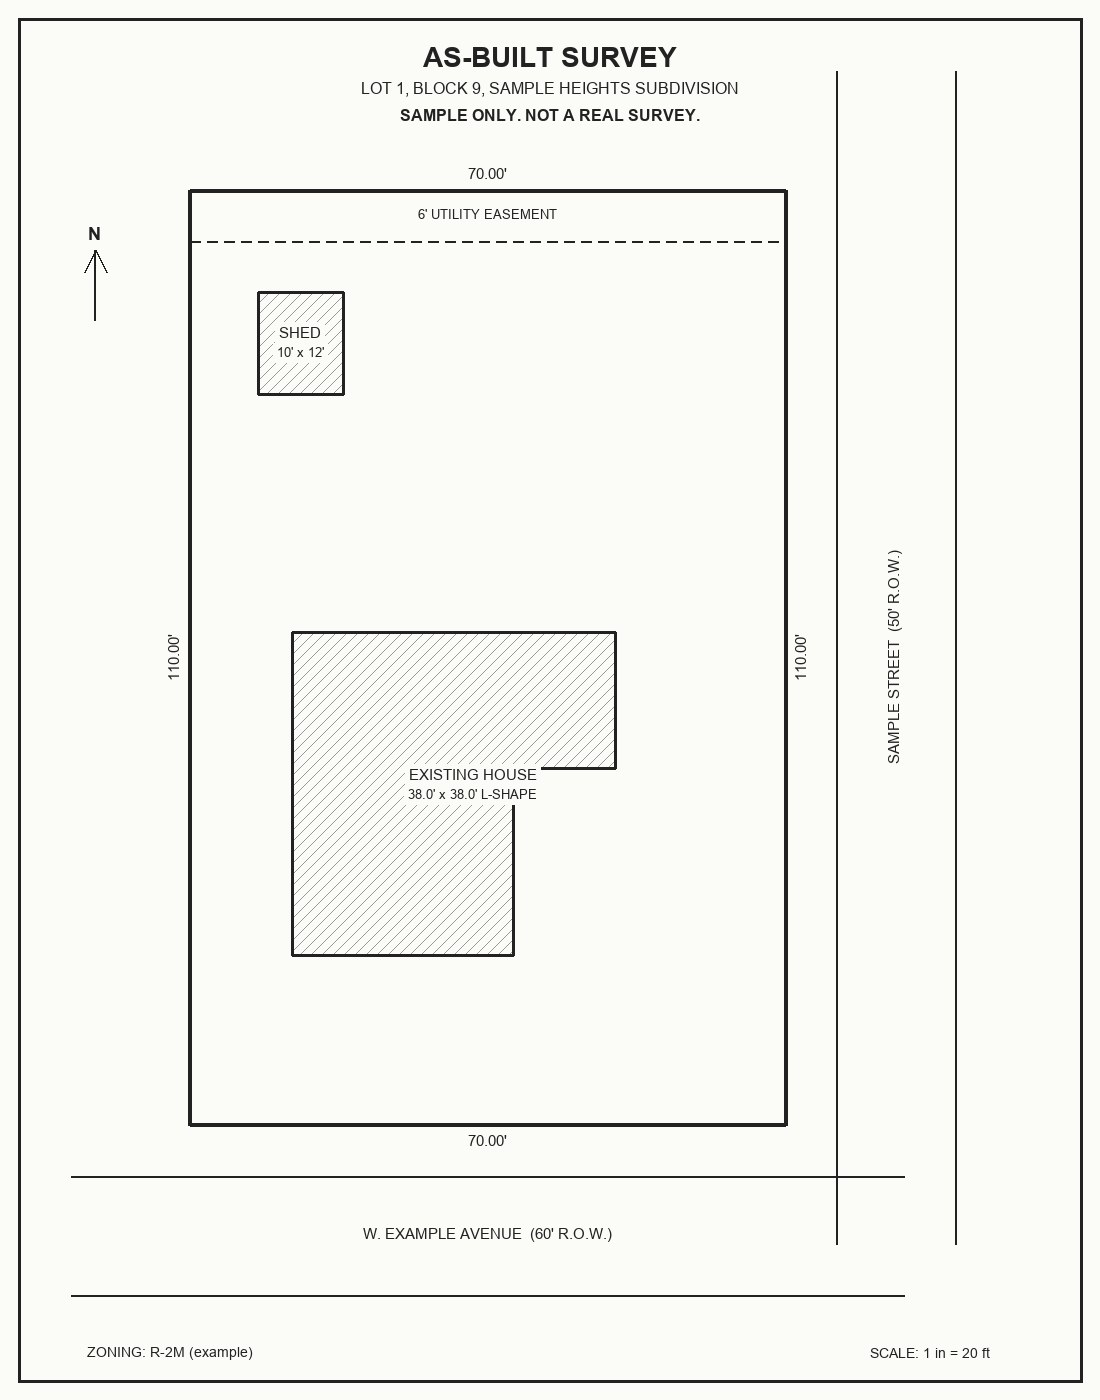 AS-BUILT SURVEY
LOT 1, BLOCK 9, SAMPLE HEIGHTS SUBDIVISION
SAMPLE ONLY. NOT A REAL SURVEY.
70.00'
6' UTILITY EASEMENT
N
SHED
10' x 12'
110.00'
110.00'
SAMPLE STREET (50' R.O.W.)
EXISTING HOUSE
38.0' x 38.0' L-SHAPE
70.00'
W. EXAMPLE AVENUE (60' R.O.W.)
ZONING: R-2M (example)
SCALE: 1 in = 20 ft